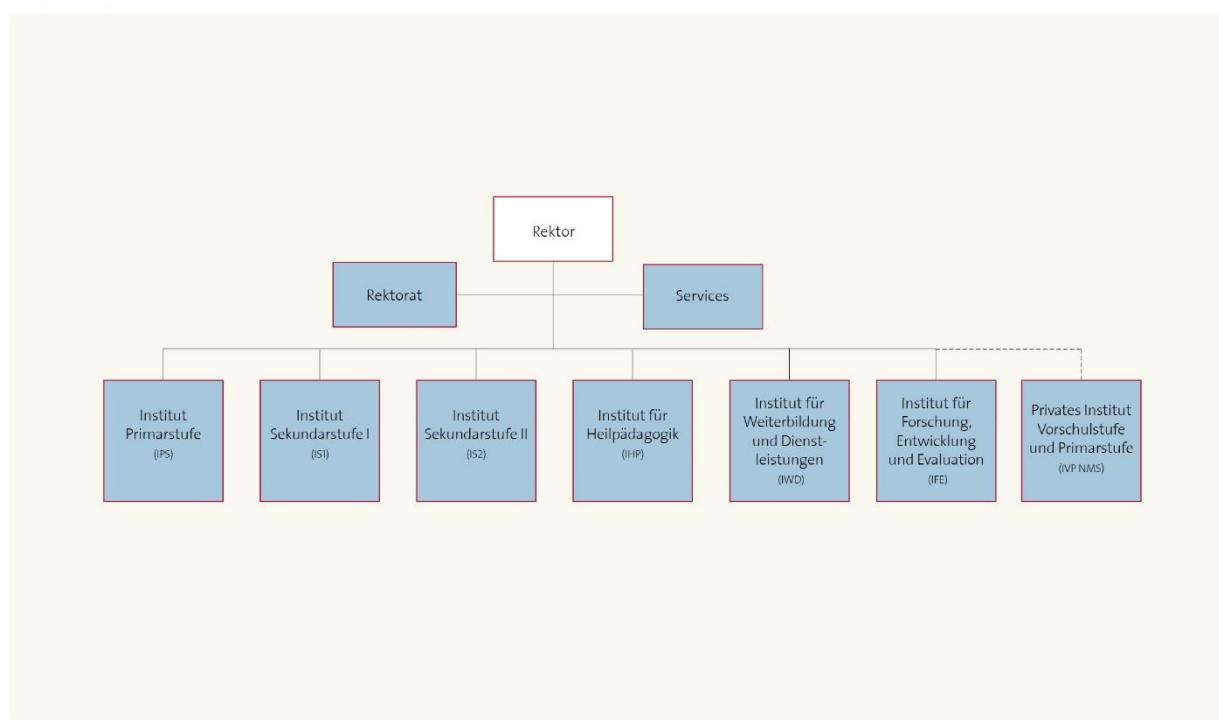 Rektor
Rektorat
Services
Institut
Primarstufe
(IPS)
Institut
Sekundarstufe I
(IS1)
Institut
Sekundarstufe II
(IS2)
Institut für
Heilpädagogik
(IHP)
Institut für
Weiterbildung
und Dienst-
leistungen
(IWD)
Institut für
Forschung,
Entwicklung
und Evaluation
(IFE)
Privates Institut
Vorschulstufe
und Primarstufe
(IVP NMS)